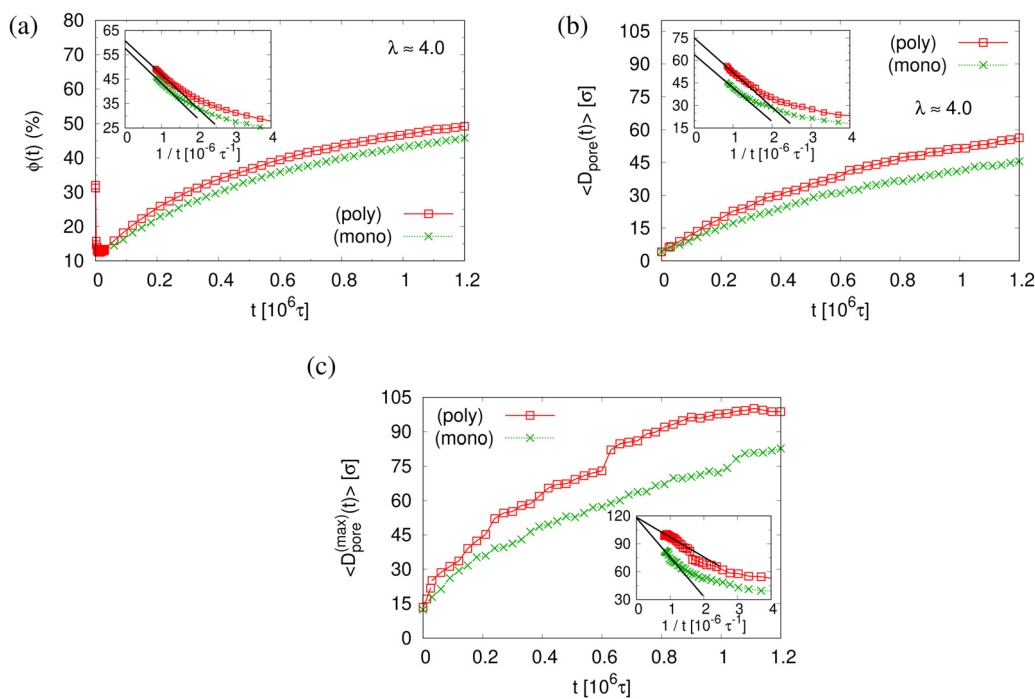 (a)
80
70
60
50
40
30
20
10
ϕ(t) (%)
0 0.2 0.4 0.6 0.8 1 1.2
t [10⁶τ]
λ ≈ 4.0
(poly)
(mono)
65
55
45
35
25
0 1 2 3 4
1 / t [10⁻⁶ τ⁻¹]
(b)
105
90
75
60
45
30
15
0
<D_pore(t)> [σ]
0 0.2 0.4 0.6 0.8 1 1.2
t [10⁶τ]
(poly)
(mono)
λ ≈ 4.0
75
60
45
30
15
0 1 2 3 4
1 / t [10⁻⁶ τ⁻¹]
(c)
105
90
75
60
45
30
15
0
<D_pore^(max)(t)> [σ]
0 0.2 0.4 0.6 0.8 1 1.2
t [10⁶τ]
(poly)
(mono)
120
90
60
30
0 1 2 3 4
1 / t [10⁻⁶ τ⁻¹]